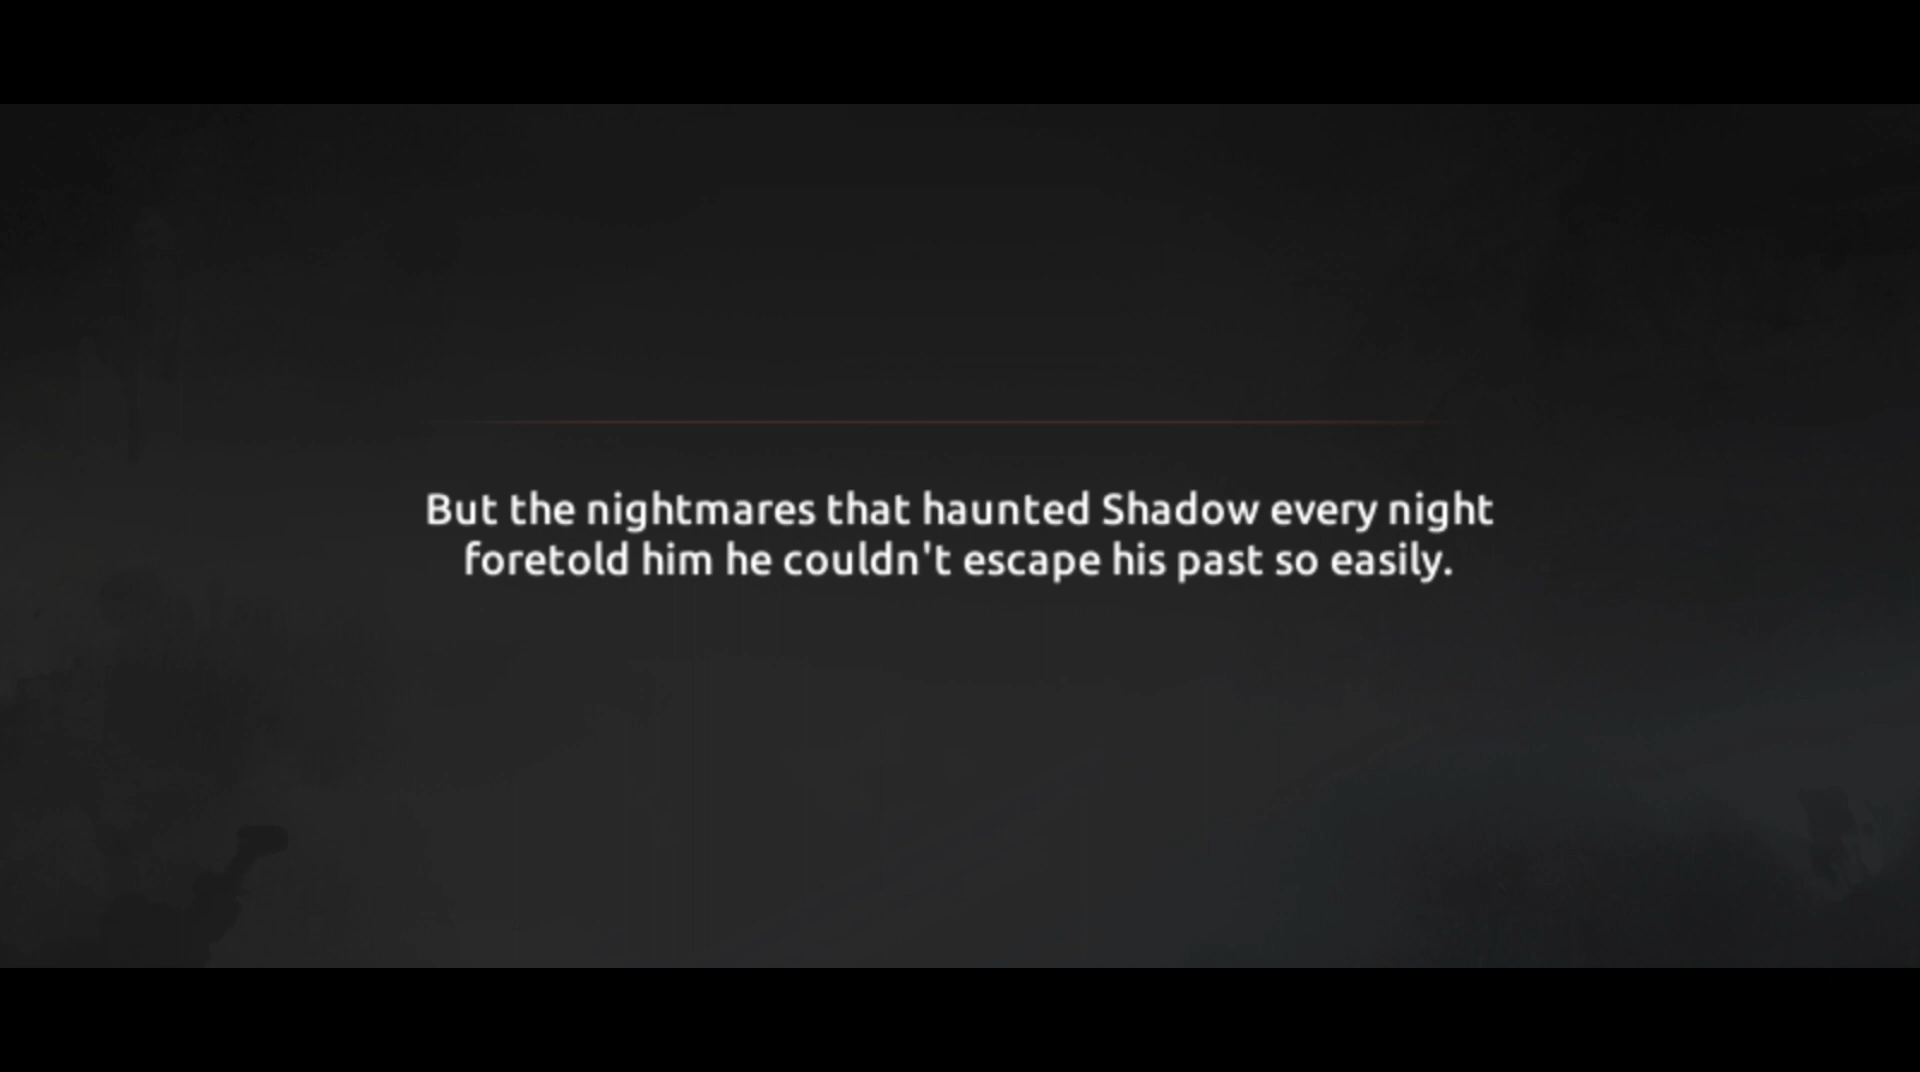 But the nightmares that haunted Shadow every night
foretold him he couldn't escape his past so easily.